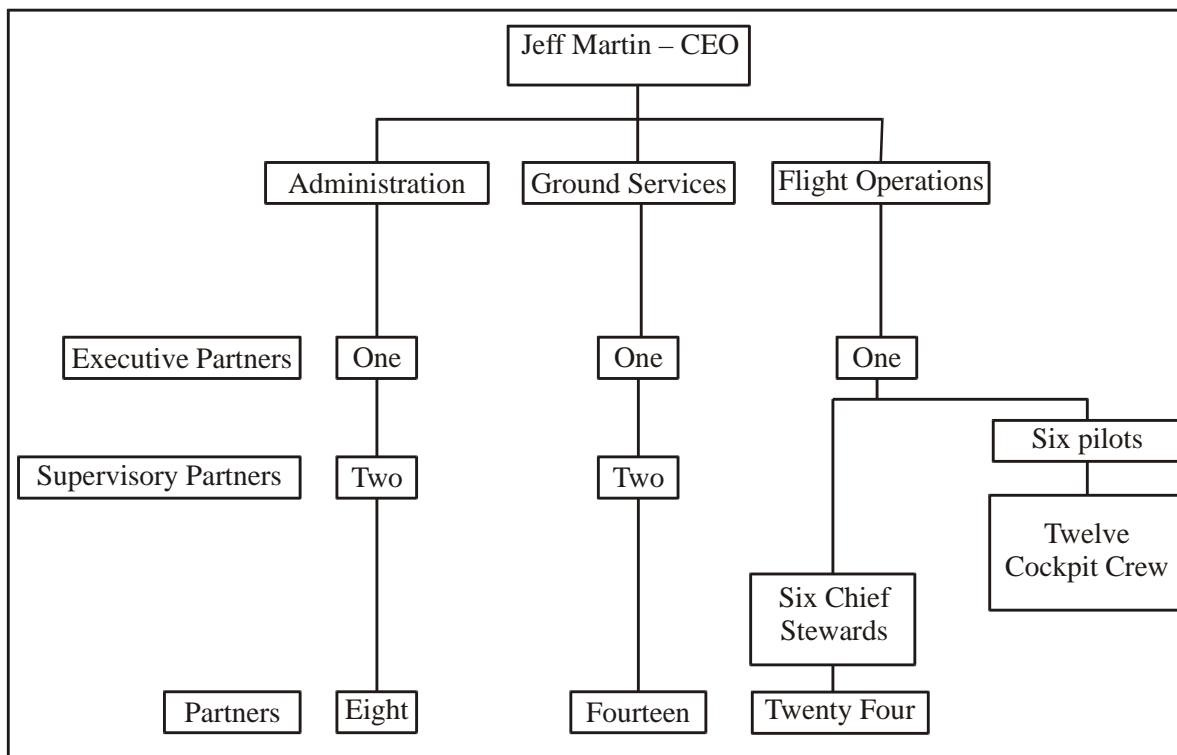 Jeff Martin – CEO
Administration
Ground Services
Flight Operations
Executive Partners
One
One
One
Six pilots
Supervisory Partners
Two
Two
Twelve
Cockpit Crew
Six Chief
Stewards
Partners
Eight
Fourteen
Twenty Four